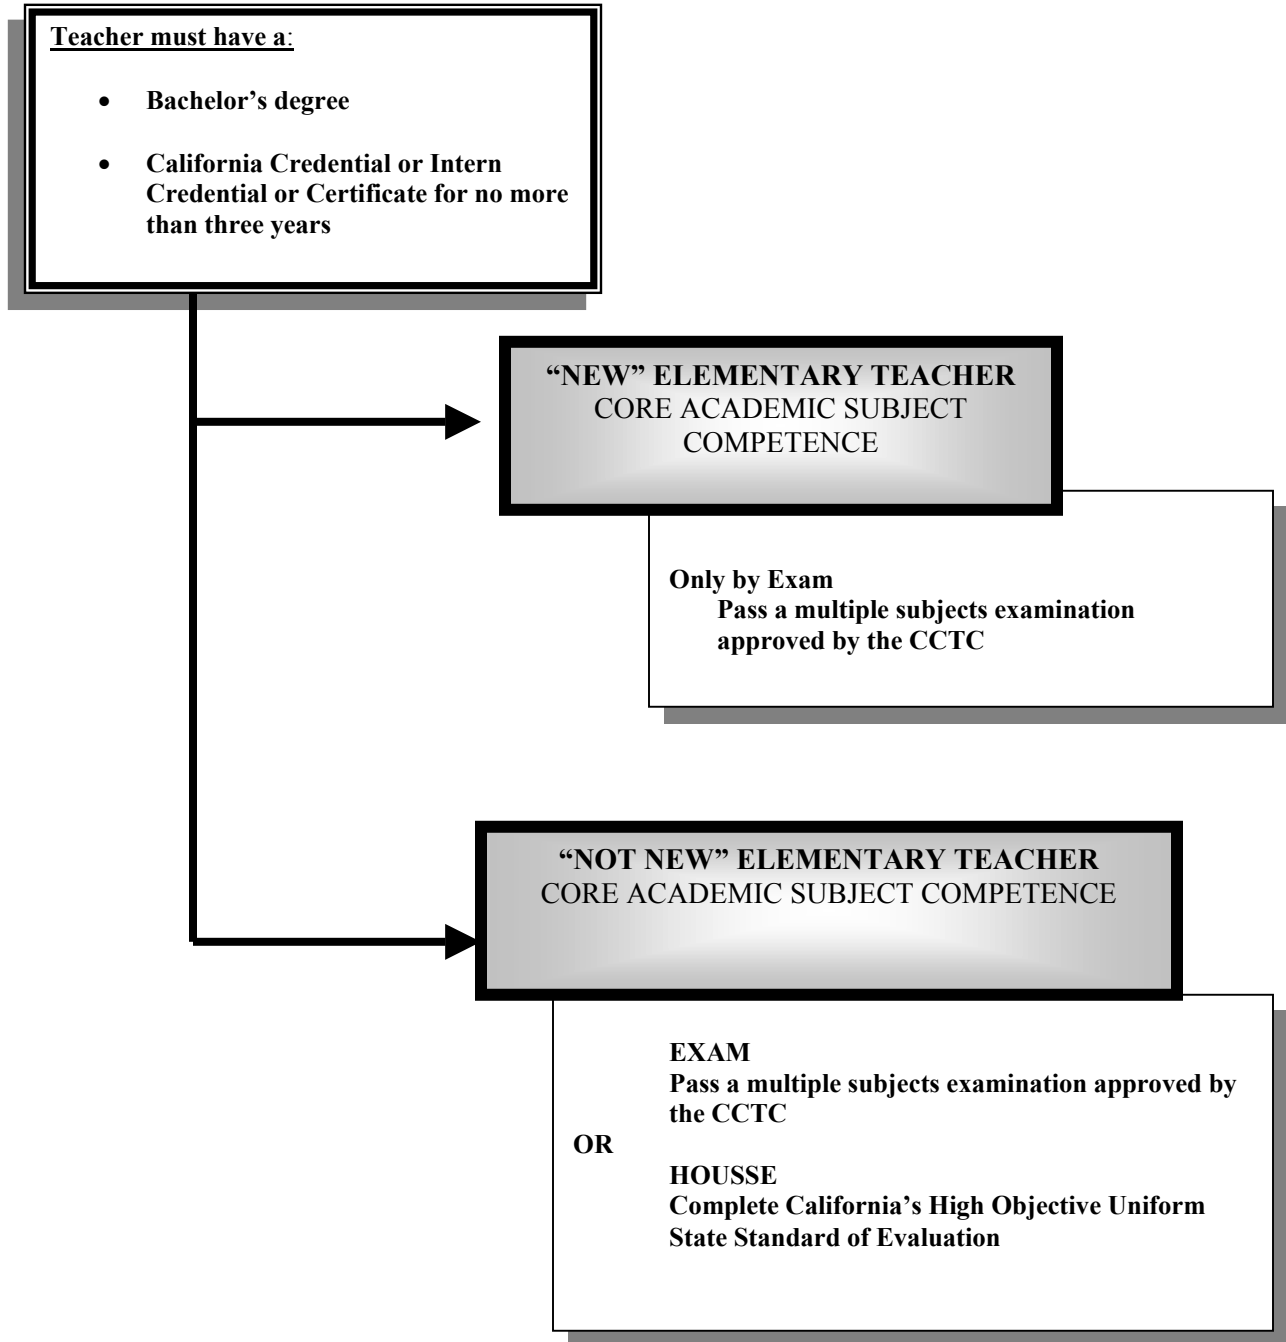 Teacher must have a:
• Bachelor’s degree
• California Credential or Intern
Credential or Certificate for no more
than three years
“NEW” ELEMENTARY TEACHER
CORE ACADEMIC SUBJECT
COMPETENCE
Only by Exam
Pass a multiple subjects examination
approved by the CCTC
“NOT NEW” ELEMENTARY TEACHER
CORE ACADEMIC SUBJECT COMPETENCE
EXAM
Pass a multiple subjects examination approved by
the CCTC
OR
HOUSSE
Complete California’s High Objective Uniform
State Standard of Evaluation